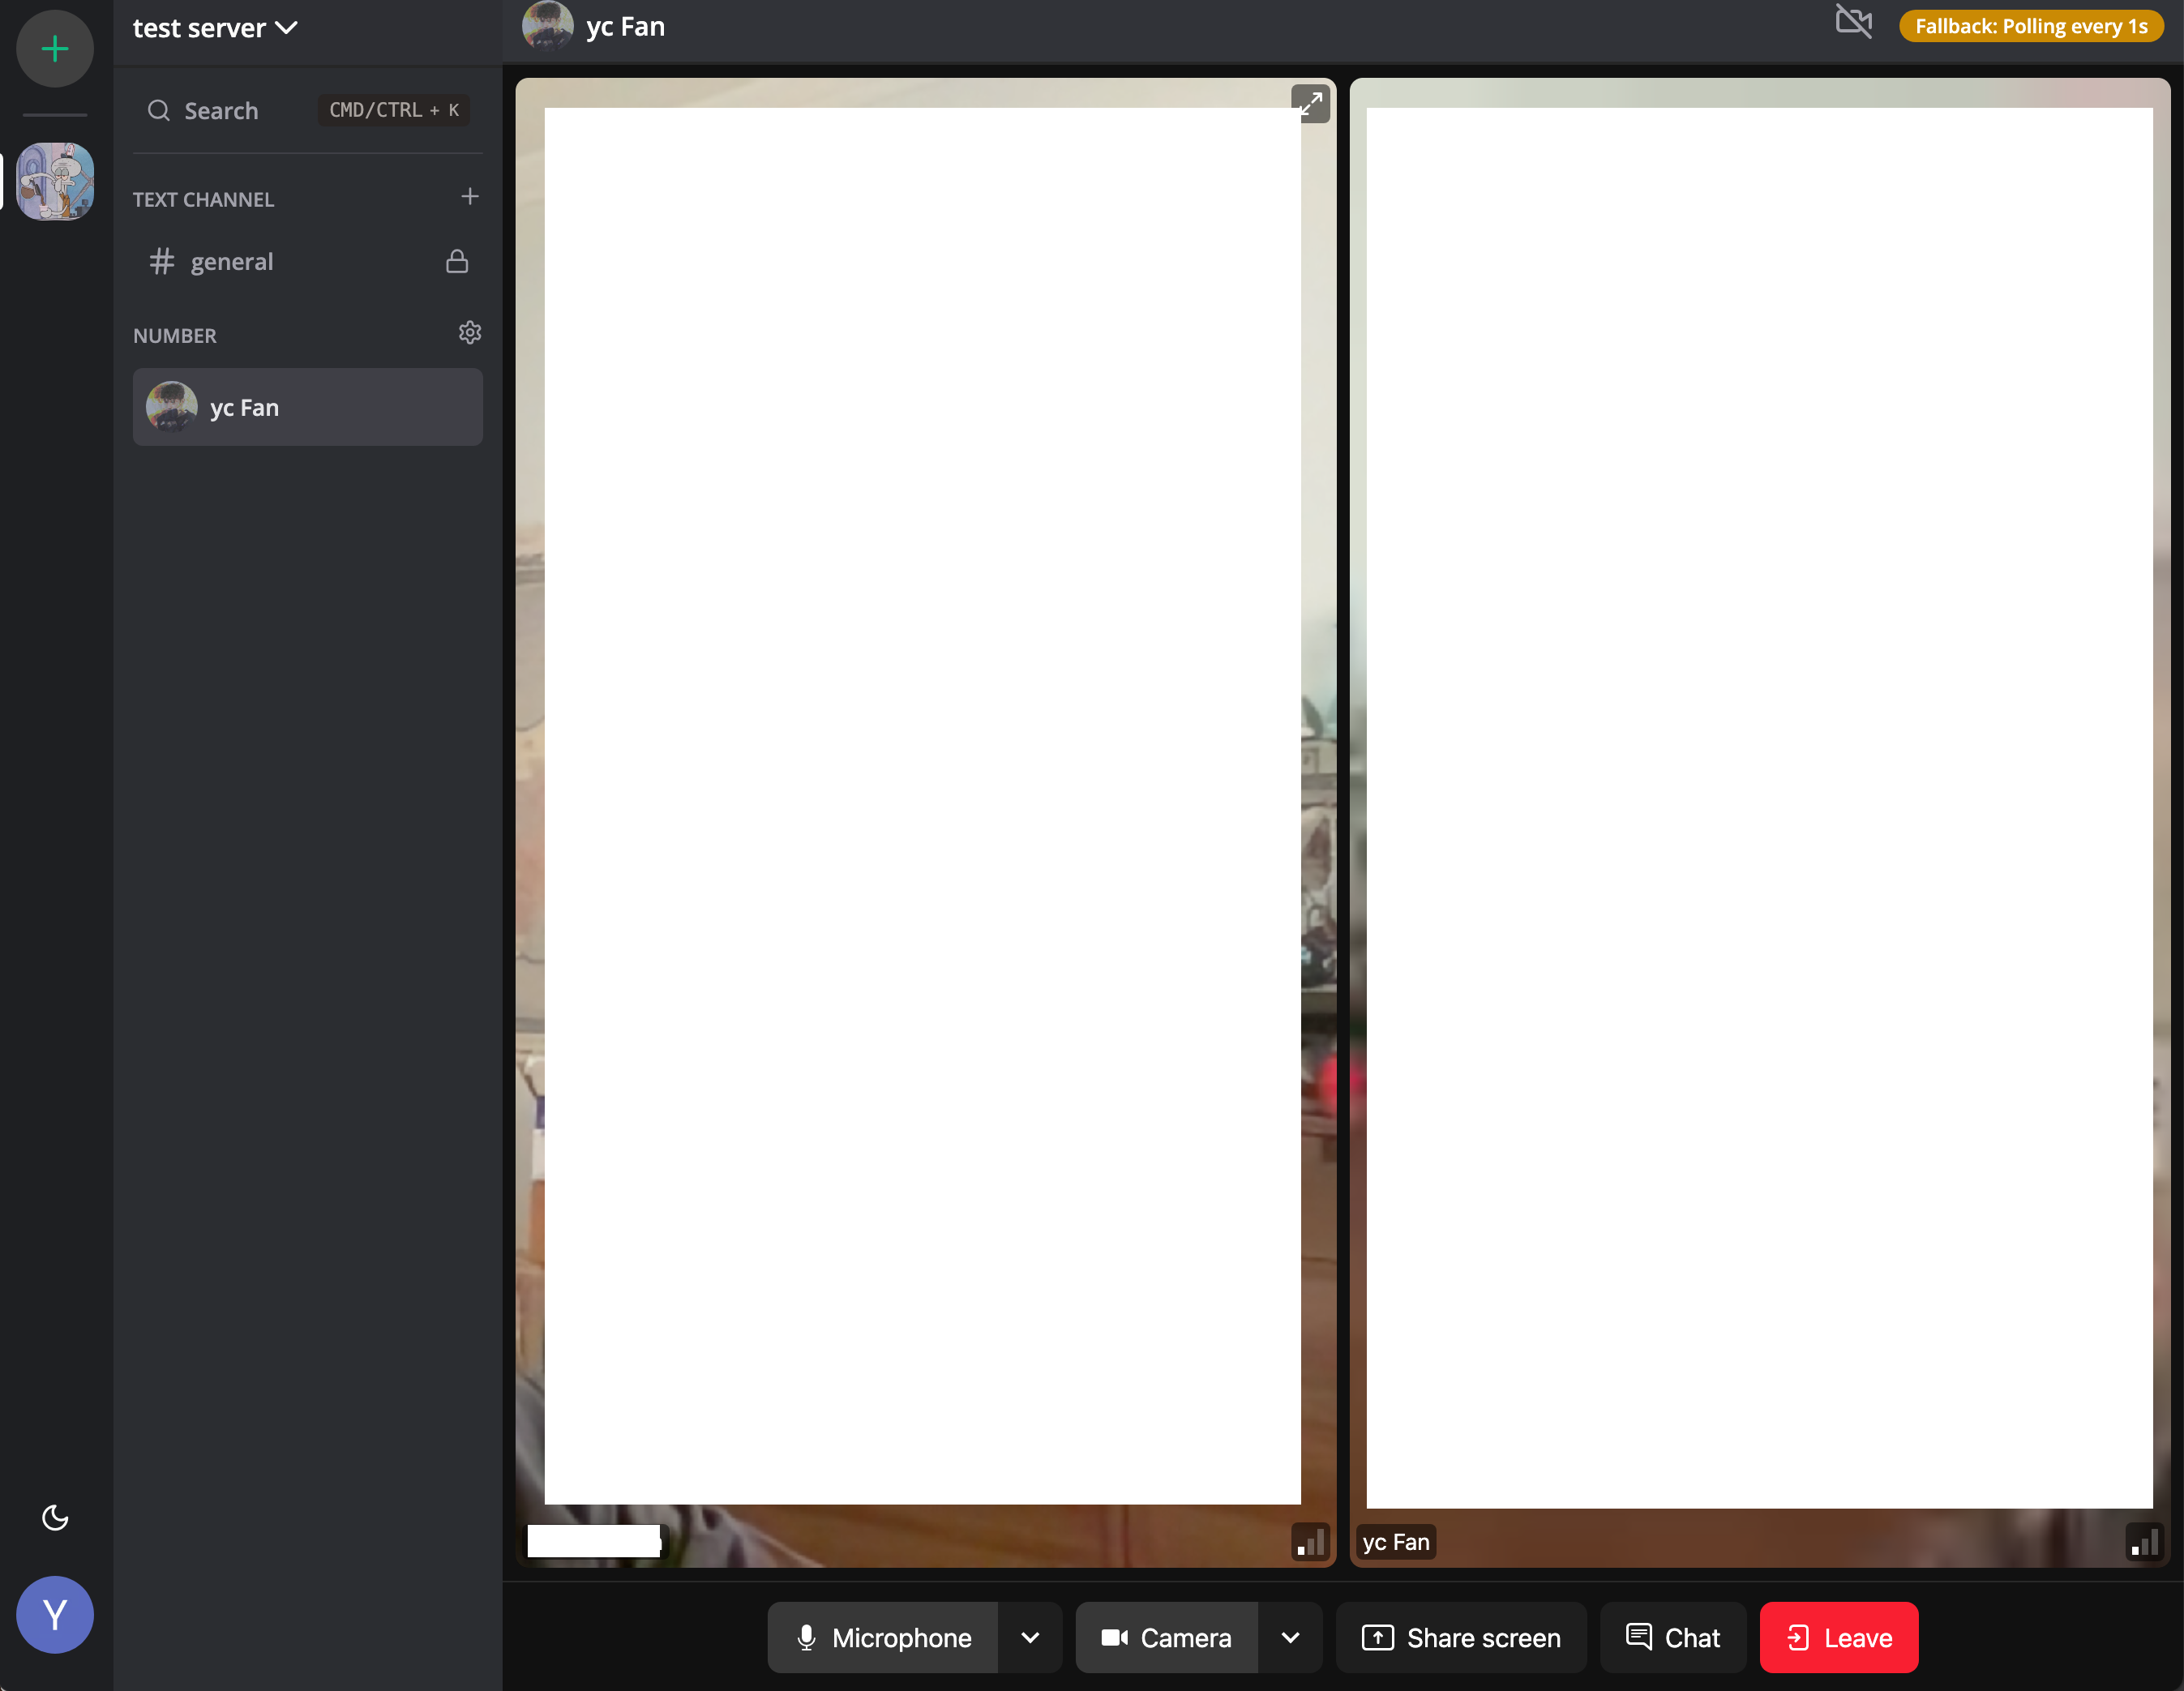 test server
Search
CMD/CTRL + K
TEXT CHANNEL
general
NUMBER
yc Fan
Y
yc Fan
Fallback: Polling every 1s
yc Fan
Microphone
Camera
Share screen
Chat
Leave